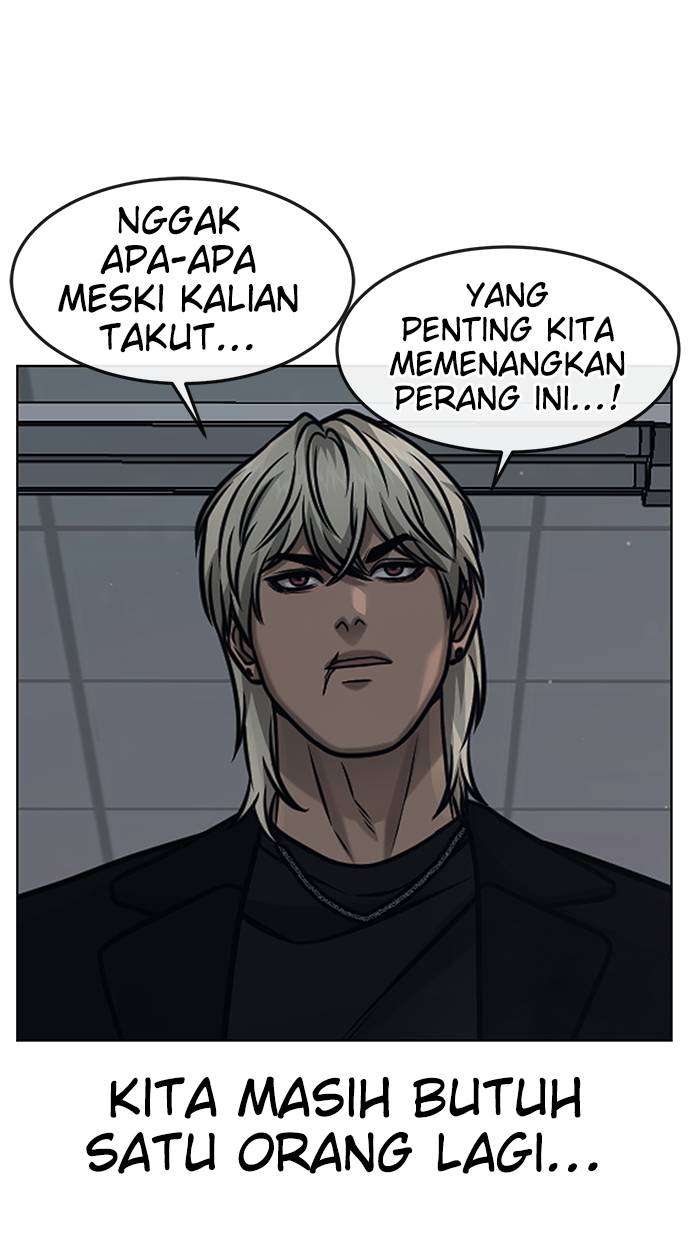 NGGAK
APA-APA
MESKI KALIAN
TAKUT...
YANG
PENTING KITA
MEMENANGKAN
PERANG INI...!
KITA MASIH BUTUH
SATU ORANG LAGI...